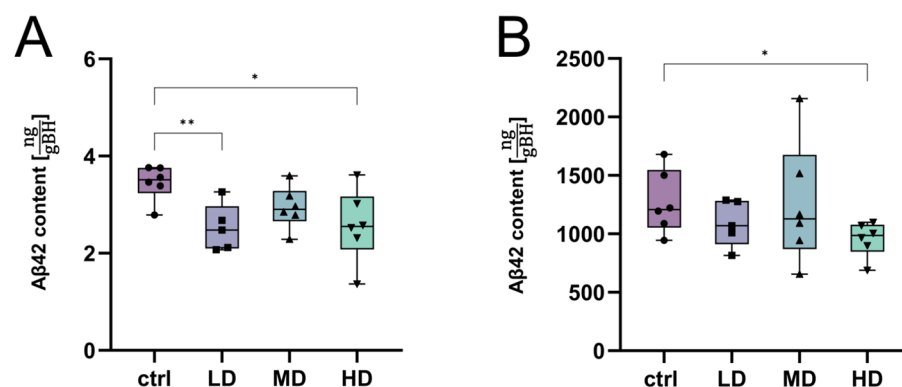 A
Aβ42 content [ng/gBH]
6
4
2
0
*
**
ctrl LD MD HD
B
Aβ42 content [ng/gBH]
2500
2000
1500
1000
500
0
*
ctrl LD MD HD